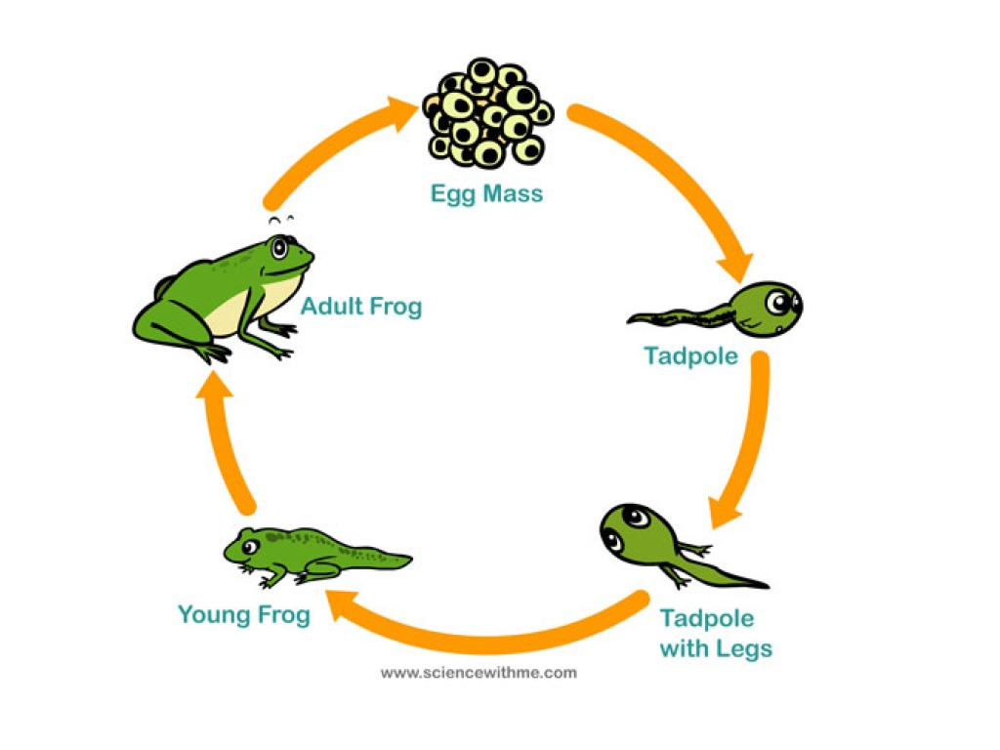 Egg Mass
Adult Frog
Tadpole
Young Frog
Tadpole
with Legs
www.sciencewithme.com